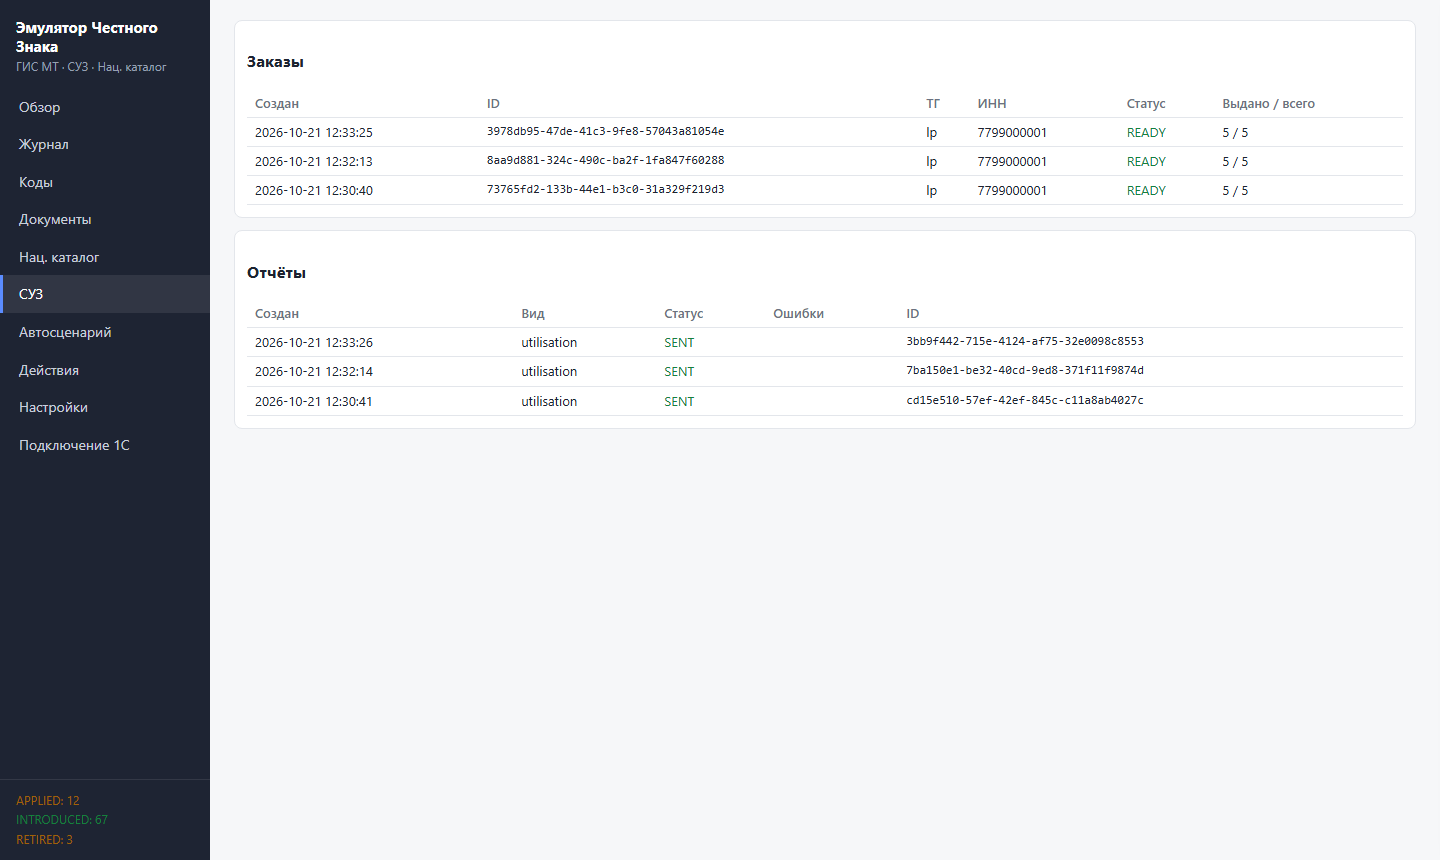 Эмулятор Честного
Знака
ГИС МТ · СУЗ · Нац. каталог
Обзор
Журнал
Коды
Документы
Нац. каталог
СУЗ
Автосценарий
Действия
Настройки
Подключение 1С
APPLIED: 12
INTRODUCED: 67
RETIRED: 3
Заказы
Создан ID ТГ ИНН Статус Выдано / всего
2026-10-21 12:33:25 3978db95-47de-41c3-9fe8-57043a81054e lp 7799000001 READY 5 / 5
2026-10-21 12:32:13 8aa9d881-324c-490c-ba2f-1fa847f60288 lp 7799000001 READY 5 / 5
2026-10-21 12:30:40 73765fd2-133b-44e1-b3c0-31a329f219d3 lp 7799000001 READY 5 / 5
Отчёты
Создан Вид Статус Ошибки ID
2026-10-21 12:33:26 utilisation SENT 3bb9f442-715e-4124-af75-32e0098c8553
2026-10-21 12:32:14 utilisation SENT 7ba150e1-be32-40cd-9ed8-371f11f9874d
2026-10-21 12:30:41 utilisation SENT cd15e510-57ef-42ef-845c-c11a8ab4027c